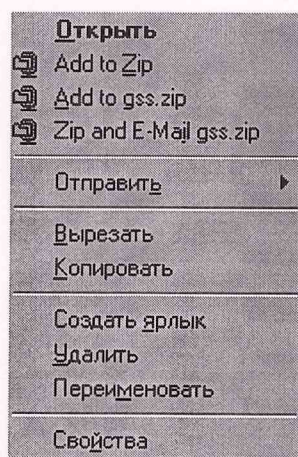 Открыть
Add to Zip
Add to gss.zip
Zip and E-Mail gss.zip
Отправить
Вырезать
Копировать
Создать ярлык
Удалить
Переименовать
Свойства